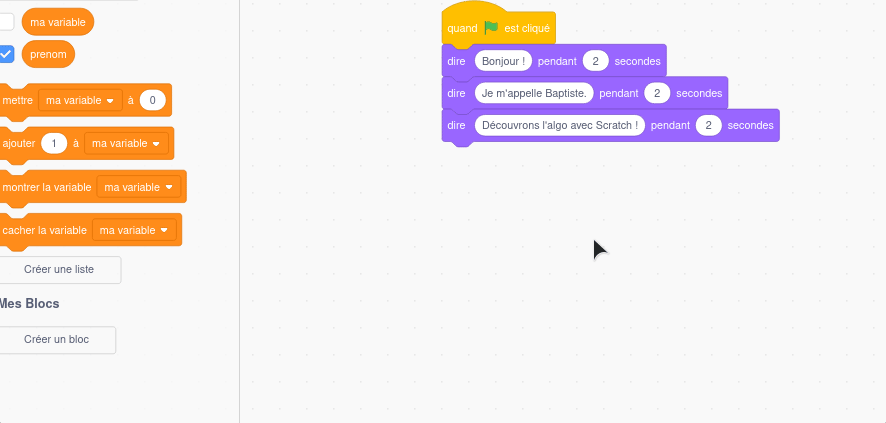 ma variable
prenom
mettre ma variable à 0
ajouter 1 à ma variable
montrer la variable ma variable
cacher la variable ma variable
Créer une liste
Mes Blocs
Créer un bloc
quand est cliqué
dire Bonjour ! pendant 2 secondes
dire Je m'appelle Baptiste. pendant 2 secondes
dire Découvrons l'algo avec Scratch ! pendant 2 secondes